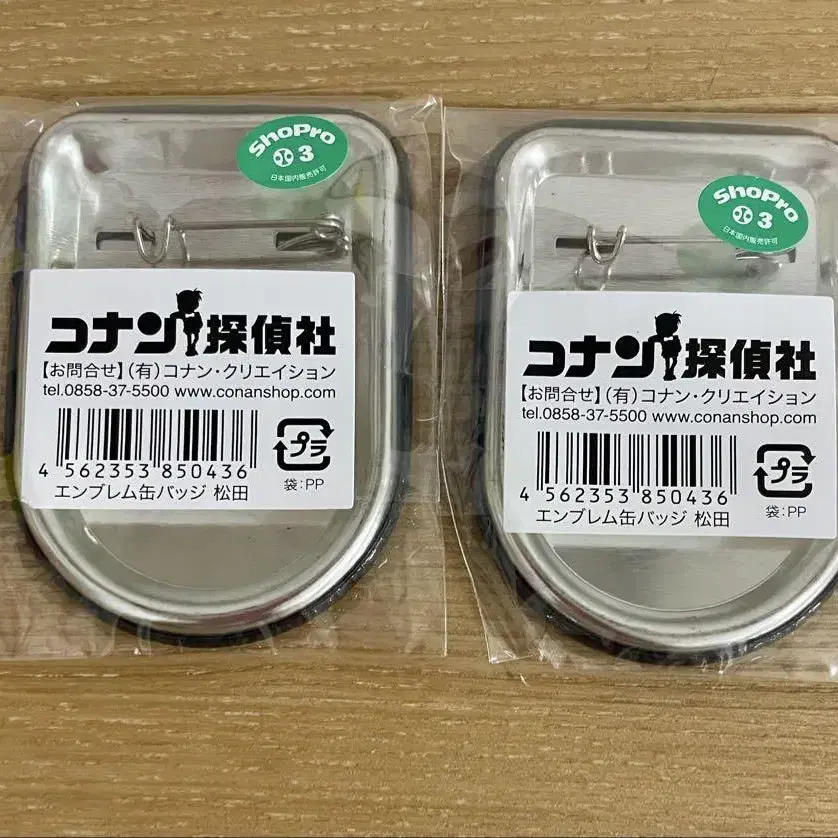 ShoPro
3
日本国内販売許可
コナン探偵社
【お問合せ】(有)コナン・クリエイション
tel.0858-37-5500 www.conanshop.com
4 562353 850436
プラ
袋:PP
エンブレム缶バッジ 松田
ShoPro
3
日本国内販売許可
コナン探偵社
【お問合せ】(有)コナン・クリエイション
tel.0858-37-5500 www.conanshop.com
4 562353 850436
プラ
袋:PP
エンブレム缶バッジ 松田